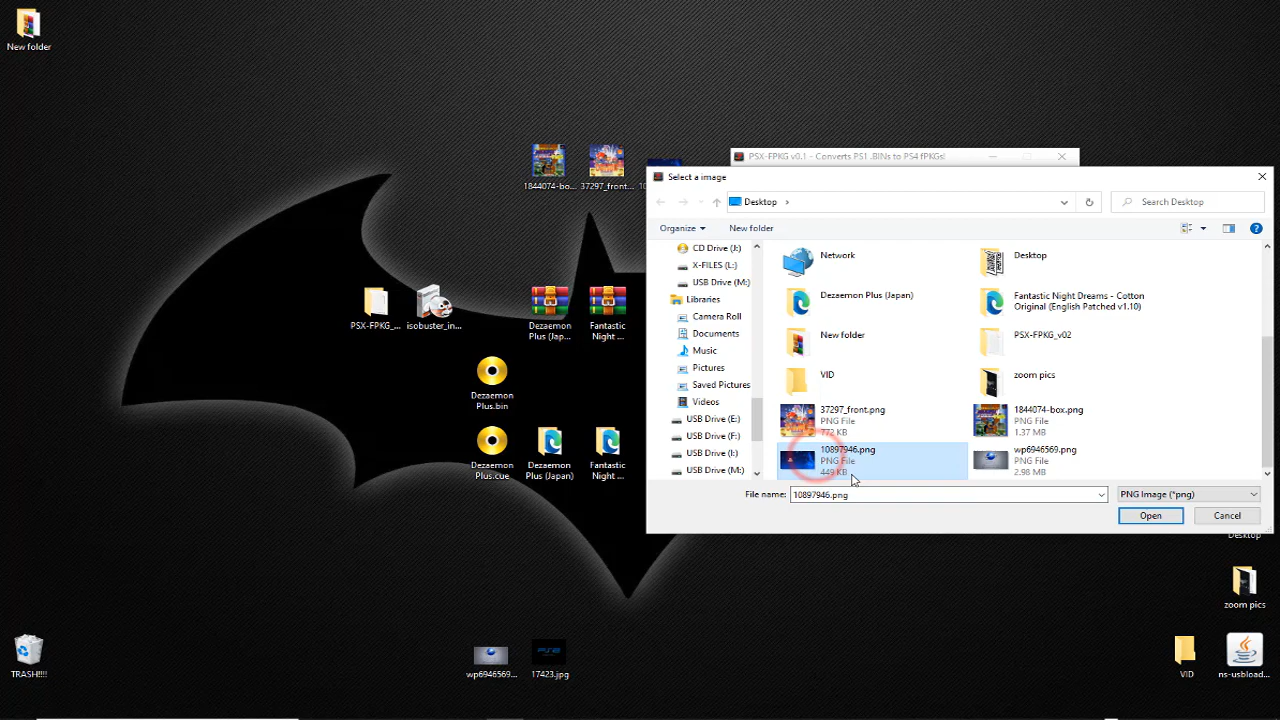 New folder
1844074-bo...
37297_front...
PSX-FPKG v0.1 - Converts PS1 .BINs to PS4 fPKGs!
Select a image
Desktop
Search Desktop
Organize
New folder
CD Drive (J:)
X-FILES (L:)
USB Drive (M:)
Libraries
Camera Roll
Documents
Music
Pictures
Saved Pictures
Videos
USB Drive (E:)
USB Drive (F:)
USB Drive (I:)
USB Drive (M:)
Network
Desktop
Dezaemon Plus (Japan)
Fantastic Night Dreams - Cotton
Original (English Patched v1.10)
New folder
PSX-FPKG_v02
VID
zoom pics
37297_front.png
PNG File
772 KB
1844074-box.png
PNG File
1.37 MB
10897946.png
PNG File
449 KB
wp6946569.png
PNG File
2.98 MB
File name:
10897946.png
PNG Image (*png)
Open
Cancel
PSX-FPKG_...
isobuster_in...
Dezaemon
Plus (Jap...
Fantastic
Night ...
Dezaemon
Plus.bin
Dezaemon
Plus.cue
Dezaemon
Plus (Japan)
Fantastic
Night ...
Desktop
zoom pics
TRASH!!!!
wp6946569...
PS2
17423.jpg
VID
ns-usbload...